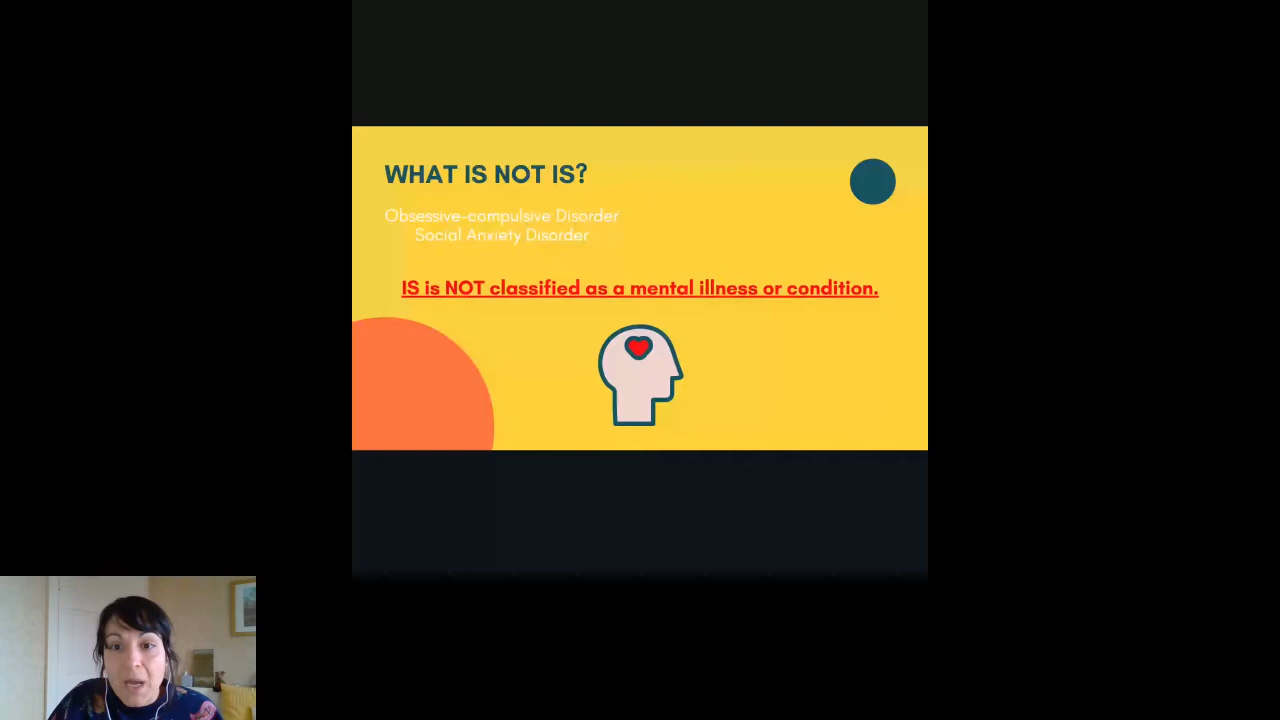 WHAT IS NOT IS?
Obsessive-compulsive Disorder
Social Anxiety Disorder
IS is NOT classified as a mental illness or condition.